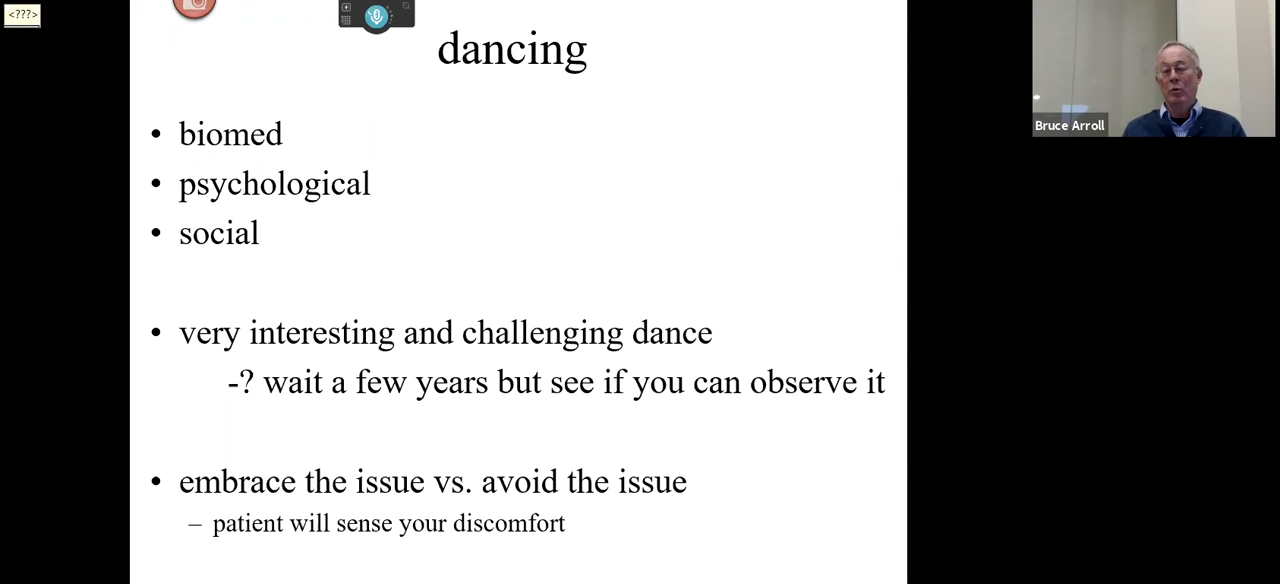 <???>
dancing
Bruce Arroll
• biomed
• psychological
• social
• very interesting and challenging dance
-? wait a few years but see if you can observe it
• embrace the issue vs. avoid the issue
– patient will sense your discomfort